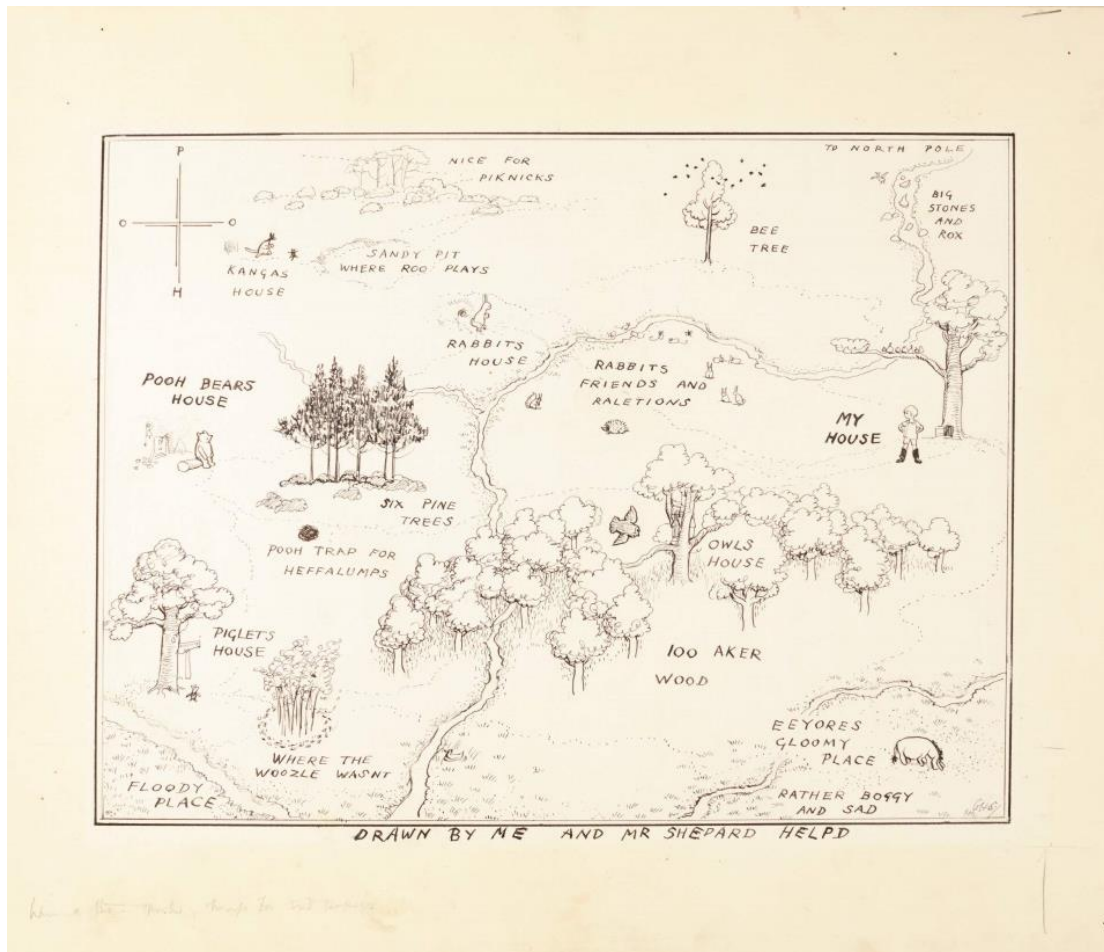 P
O O
H
NICE FOR
PIKNICKS
TO NORTH POLE
BIG
STONES
AND
ROX
BEE
TREE
KANGAS
HOUSE
SANDY PIT
WHERE ROO PLAYS
RABBITS
HOUSE
RABBITS
FRIENDS AND
RALETIONS
POOH BEARS
HOUSE
MY
HOUSE
SIX PINE
TREES
POOH TRAP FOR
HEFFALUMPS
OWLS
HOUSE
PIGLETS
HOUSE
100 AKER
WOOD
WHERE THE
WOOZLE WASNT
FLOODY
PLACE
EEYORES
GLOOMY
PLACE
RATHER BOGGY
AND SAD
DRAWN BY ME AND MR SHEPARD HELPD